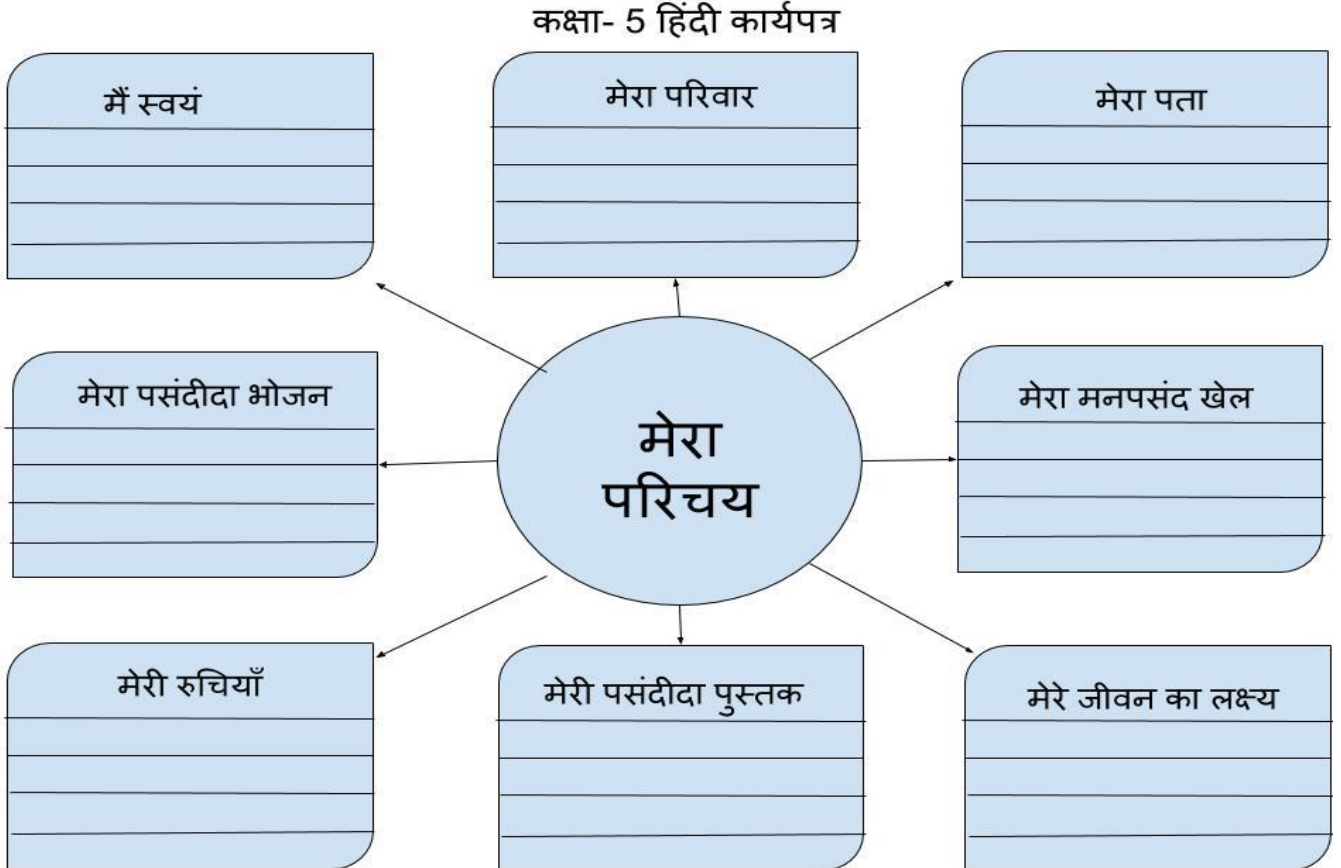 कक्षा- 5 हिंदी कार्यपत्र
मैं स्वयं
मेरा परिवार
मेरा पता
मेरा पसंदीदा भोजन
मेरा
परिचय
मेरा मनपसंद खेल
मेरी रुचियाँ
मेरी पसंदीदा पुस्तक
मेरे जीवन का लक्ष्य